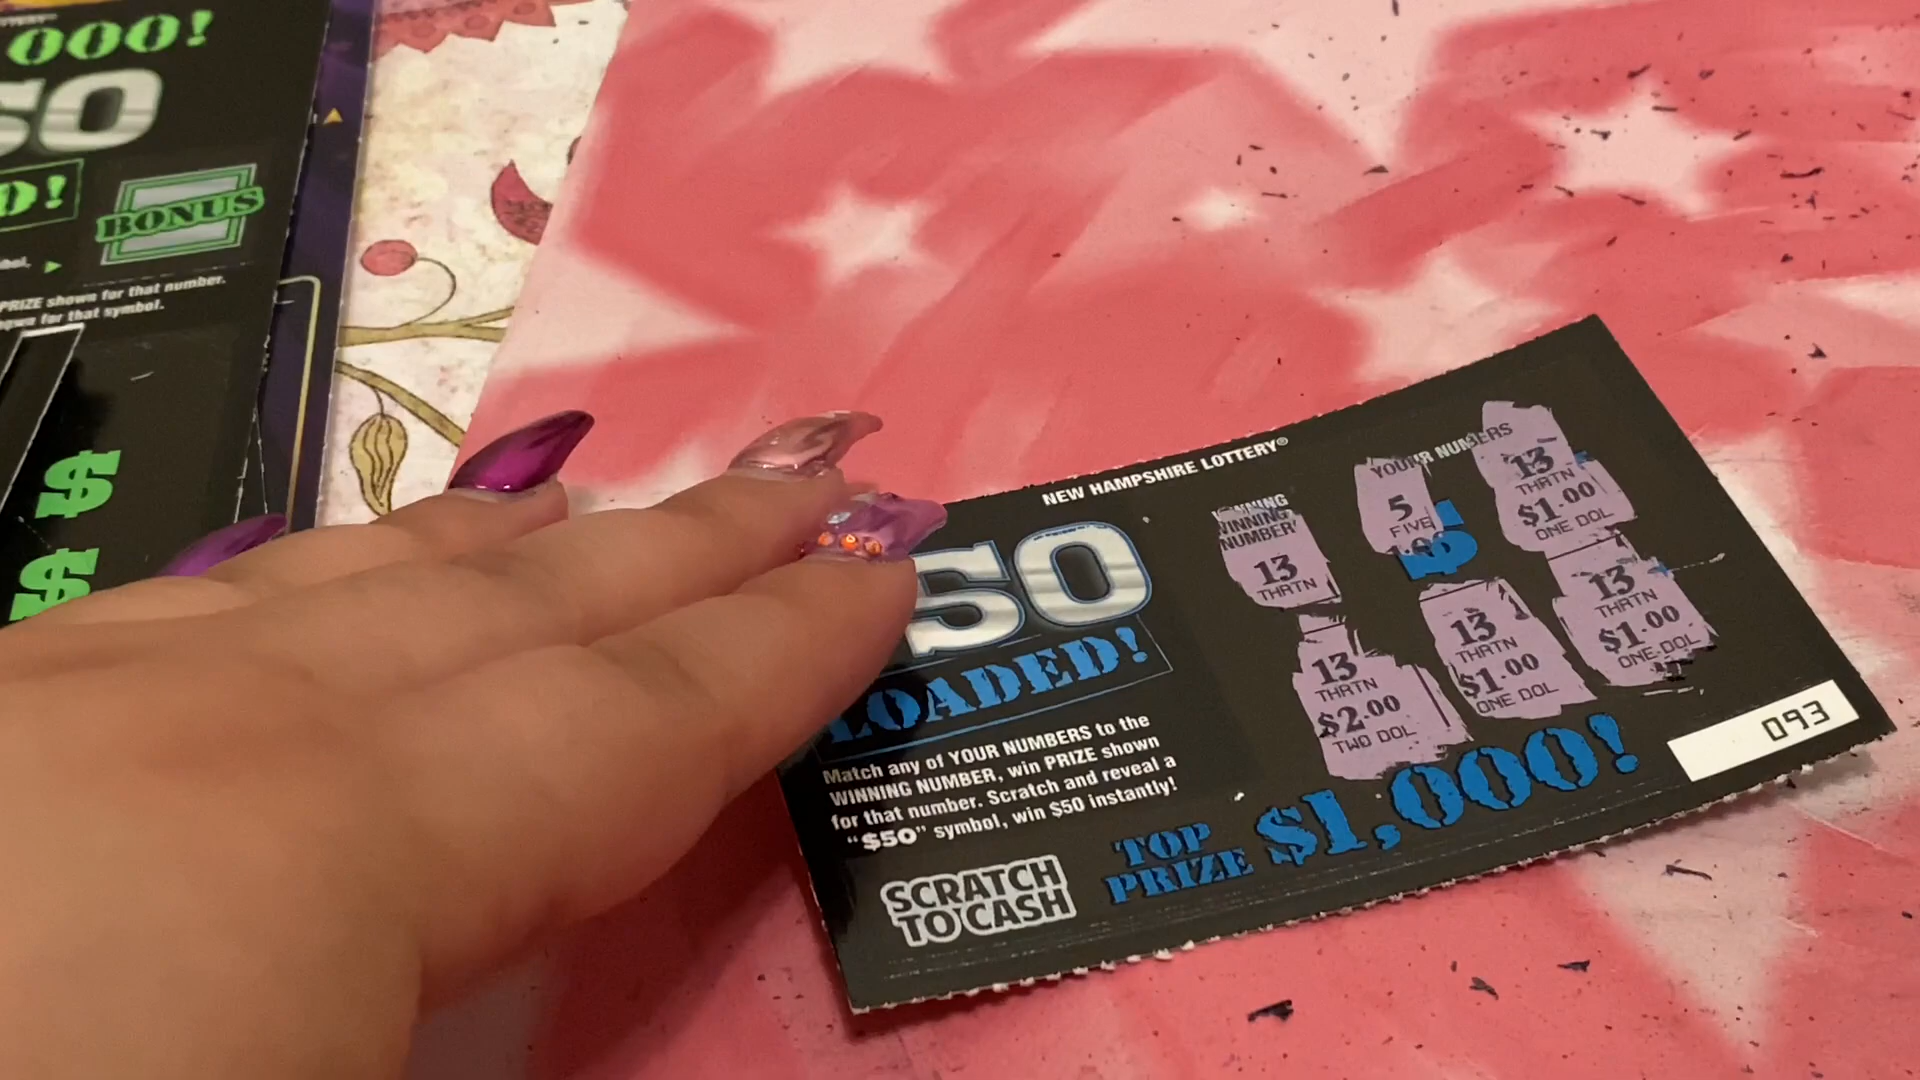 000!
50
0!
BONUS
PRIZE shown for that number.
shown for that symbol.
$
$
NEW HAMPSHIRE LOTTERY®
50
LOADED!
Match any of YOUR NUMBERS to the
WINNING NUMBER, win PRIZE shown
for that number. Scratch and reveal a
"$50" symbol, win $50 instantly!
SCRATCH
TO CASH
TOP
PRIZE $1,000!
WINNING
NUMBER
13
THRTN
YOUR NUMBERS
5
FIVE
13
THRTN
$1.00
ONE DOL
13
THRTN
$2.00
TWO DOL
13
THRTN
$1.00
ONE DOL
13
THRTN
$1.00
ONE DOL
093